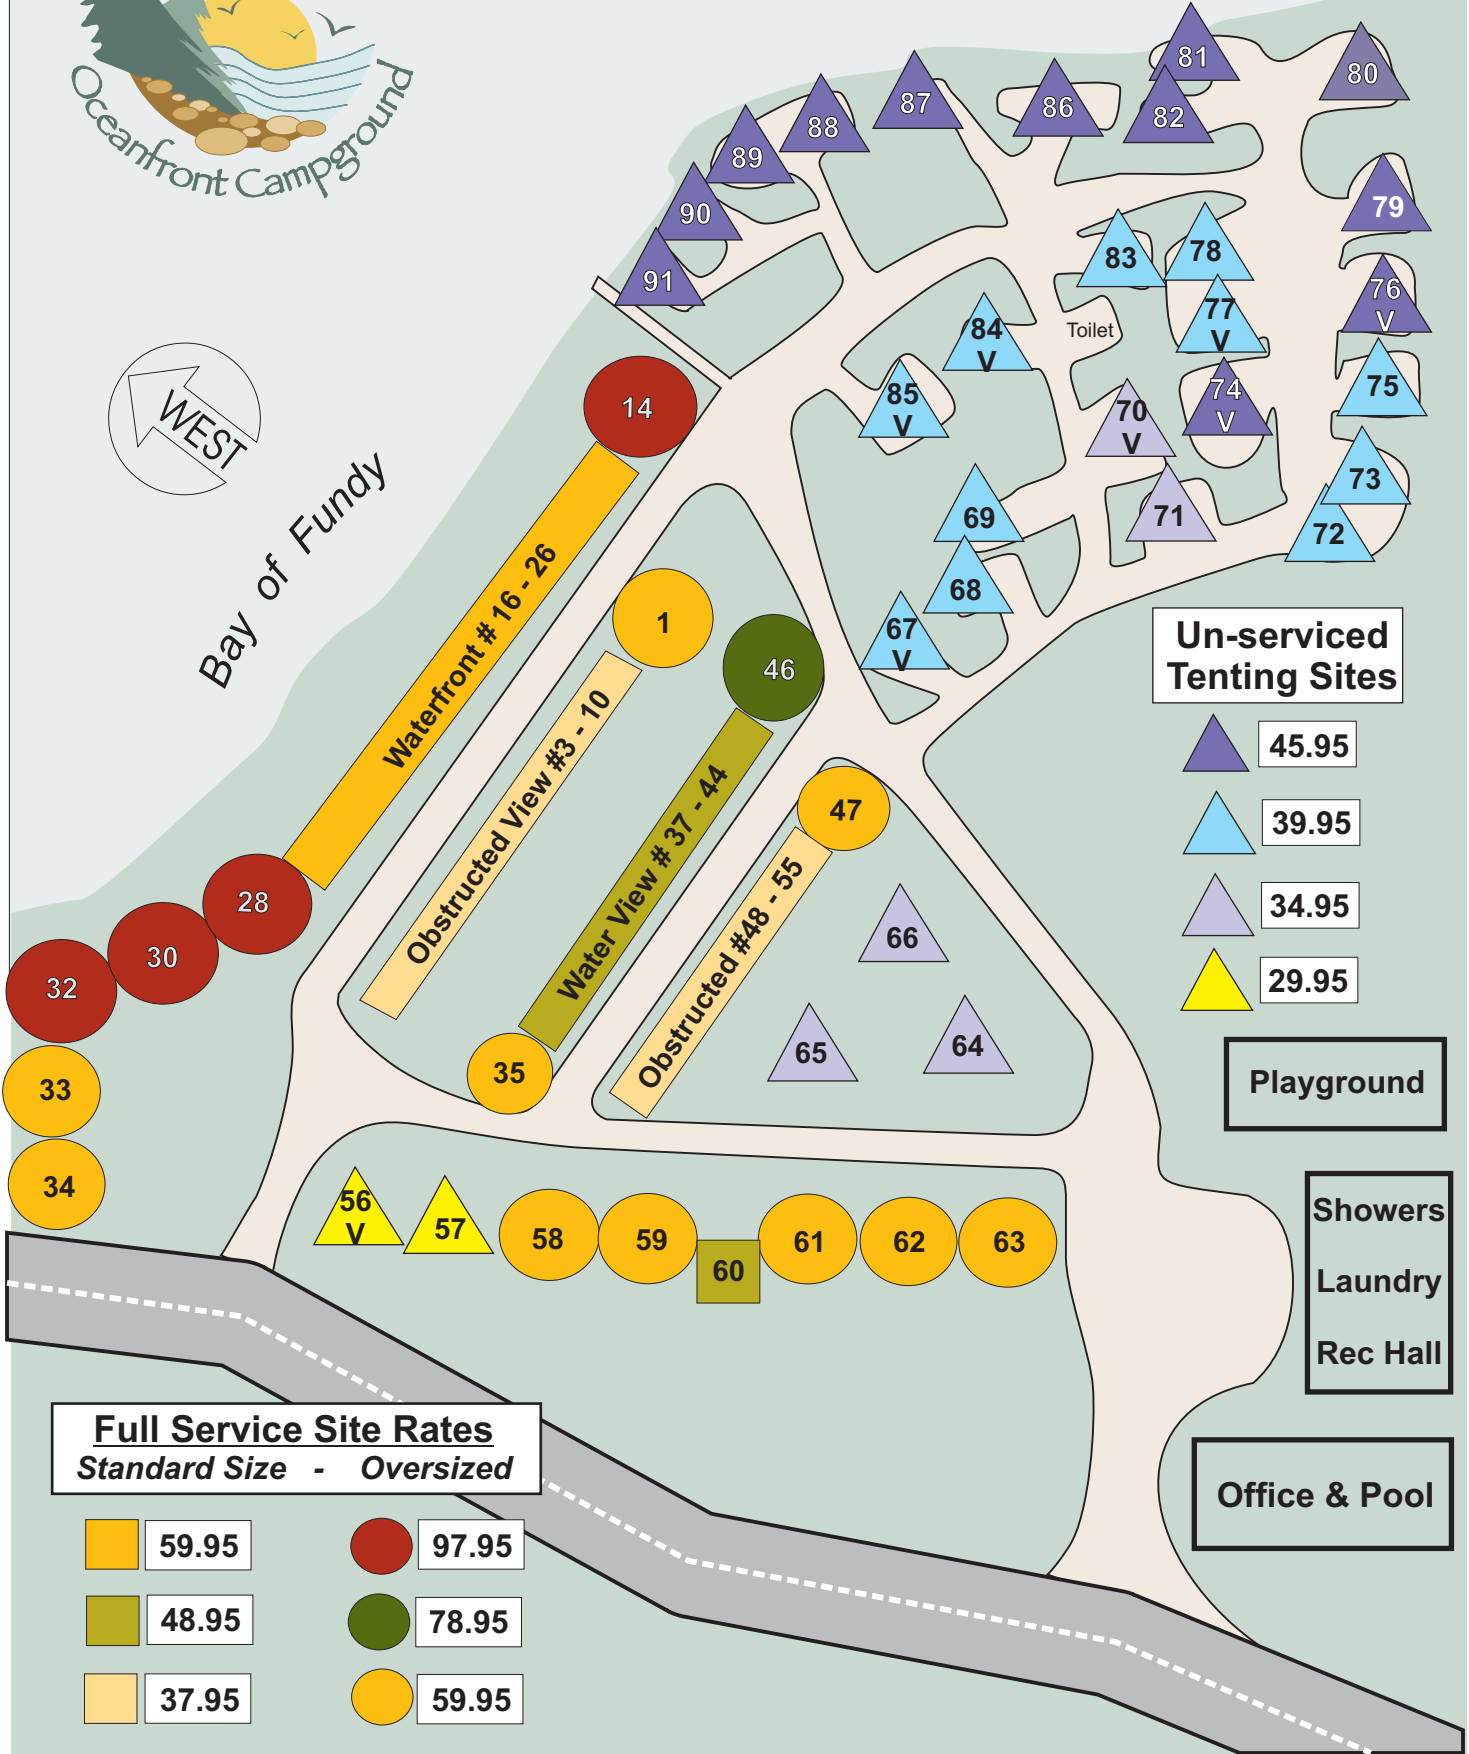 Oceanfront Campground
81
80
87
86
82
88
89
79
90
83
78
91
76
V
77
V
Toilet
84
V
75
74
V
85
V
70
V
14
WEST
73
69
71
72
Bay of Fundy
68
Waterfront # 16 - 26
1
67
V
46
Un-serviced
Tenting Sites
45.95
39.95
34.95
29.95
Obstructed View #3 - 10
Water View # 37 - 44
47
Obstructed #48 - 55
28
30
32
66
65
64
35
33
34
Playground
56
V
57
58
59
60
61
62
63
Showers
Laundry
Rec Hall
Office & Pool
Full Service Site Rates
Standard Size - Oversized
59.95 97.95
48.95 78.95
37.95 59.95